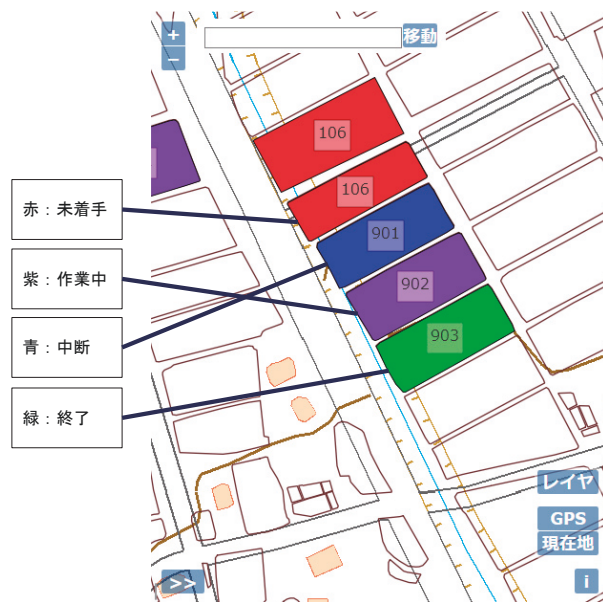 +
移動
−
106
106
901
902
903
赤：未着手
紫：作業中
青：中断
緑：終了
レイヤ
GPS
現在地
>>
i